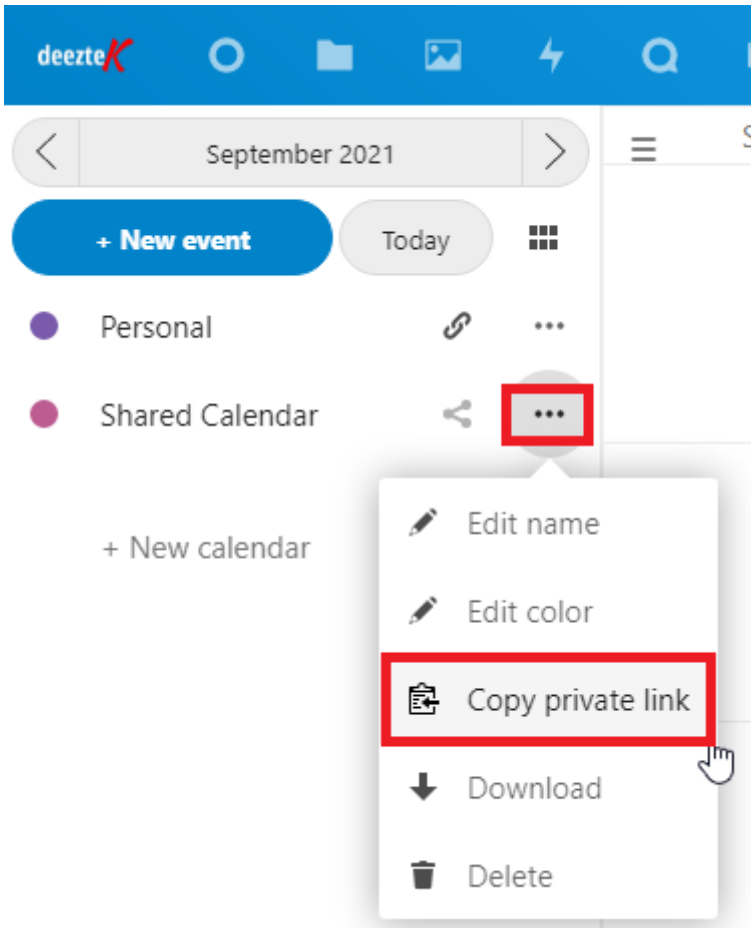 deezteK
September 2021
S
+ New event
Today
Personal
Shared Calendar
+ New calendar
Edit name
Edit color
Copy private link
Download
Delete